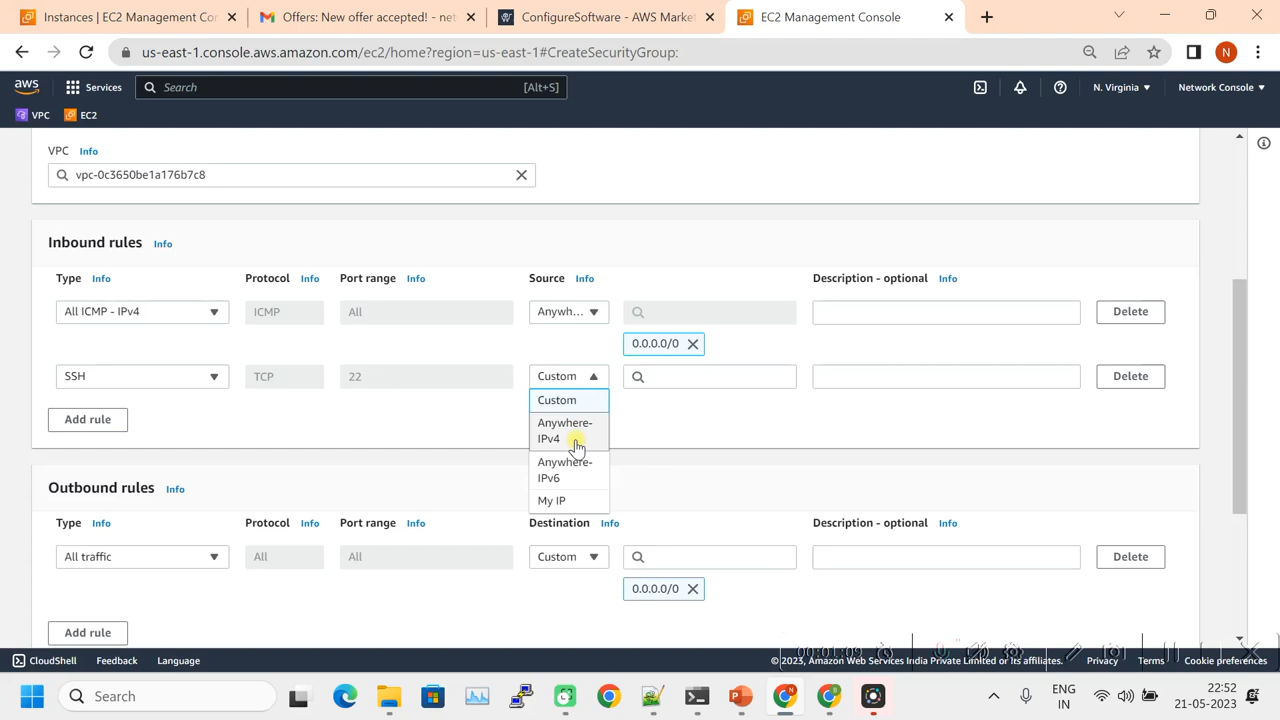 Instances | EC2 Management Cor
Offers: New offer accepted! - net
ConfigureSoftware - AWS Market
EC2 Management Console
us-east-1.console.aws.amazon.com/ec2/home?region=us-east-1#CreateSecurityGroup:
N
aws
Services
Search
[Alt+S]
N. Virginia
Network Console
VPC
EC2
VPC Info
vpc-0c3650be1a176b7c8
Inbound rules Info
Type Info Protocol Info Port range Info Source Info Description - optional Info
All ICMP - IPv4 ICMP All Anywh... Delete
0.0.0.0/0
SSH TCP 22 Custom Delete
Custom
Anywhere-
IPv4
Anywhere-
IPv6
My IP
Add rule
Outbound rules Info
Type Info Protocol Info Port range Info Destination Info Description - optional Info
All traffic All All Custom Delete
0.0.0.0/0
Add rule
00:01:09
CloudShell Feedback Language © 2023, Amazon Web Services India Private Limited or its affiliates. Privacy Terms Cookie preferences
Search
ENG
IN
22:52
21-05-2023